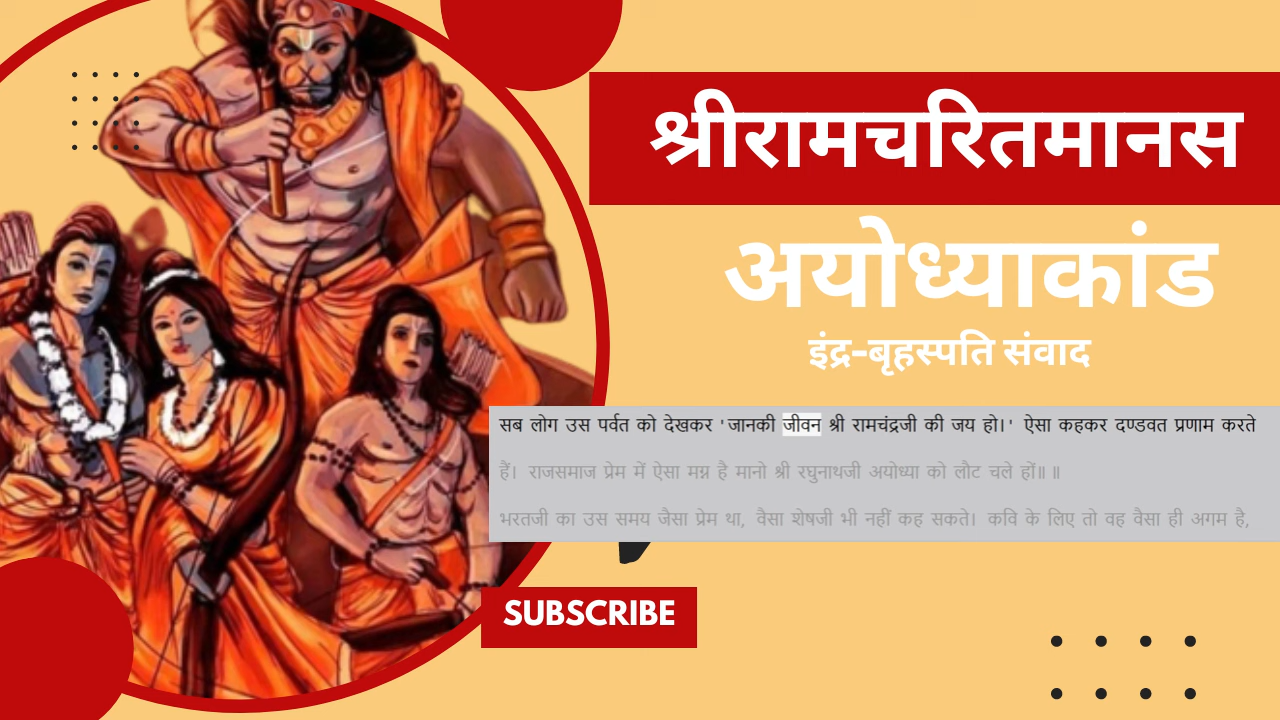 श्रीरामचरितमानस
अयोध्याकांड
इंद्र-बृहस्पति संवाद
सब लोग उस पर्वत को देखकर 'जानकी जीवन श्री रामचंद्रजी की जय हो।' ऐसा कहकर दण्डवत प्रणाम करते
हैं। राजसमाज प्रेम में ऐसा मग्न है मानो श्री रघुनाथजी अयोध्या को लौट चले हों॥॥
भरतजी का उस समय जैसा प्रेम था, वैसा शेषजी भी नहीं कह सकते। कवि के लिए तो वह वैसा ही अगम है,
SUBSCRIBE